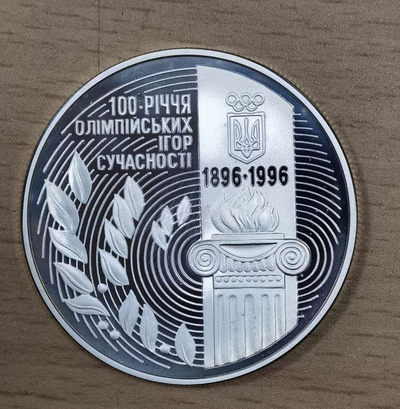 100·РІЧЧЯ
ОЛІМПІЙСЬКИХ
ІГОР
СУЧАСНОСТІ
1896·1996